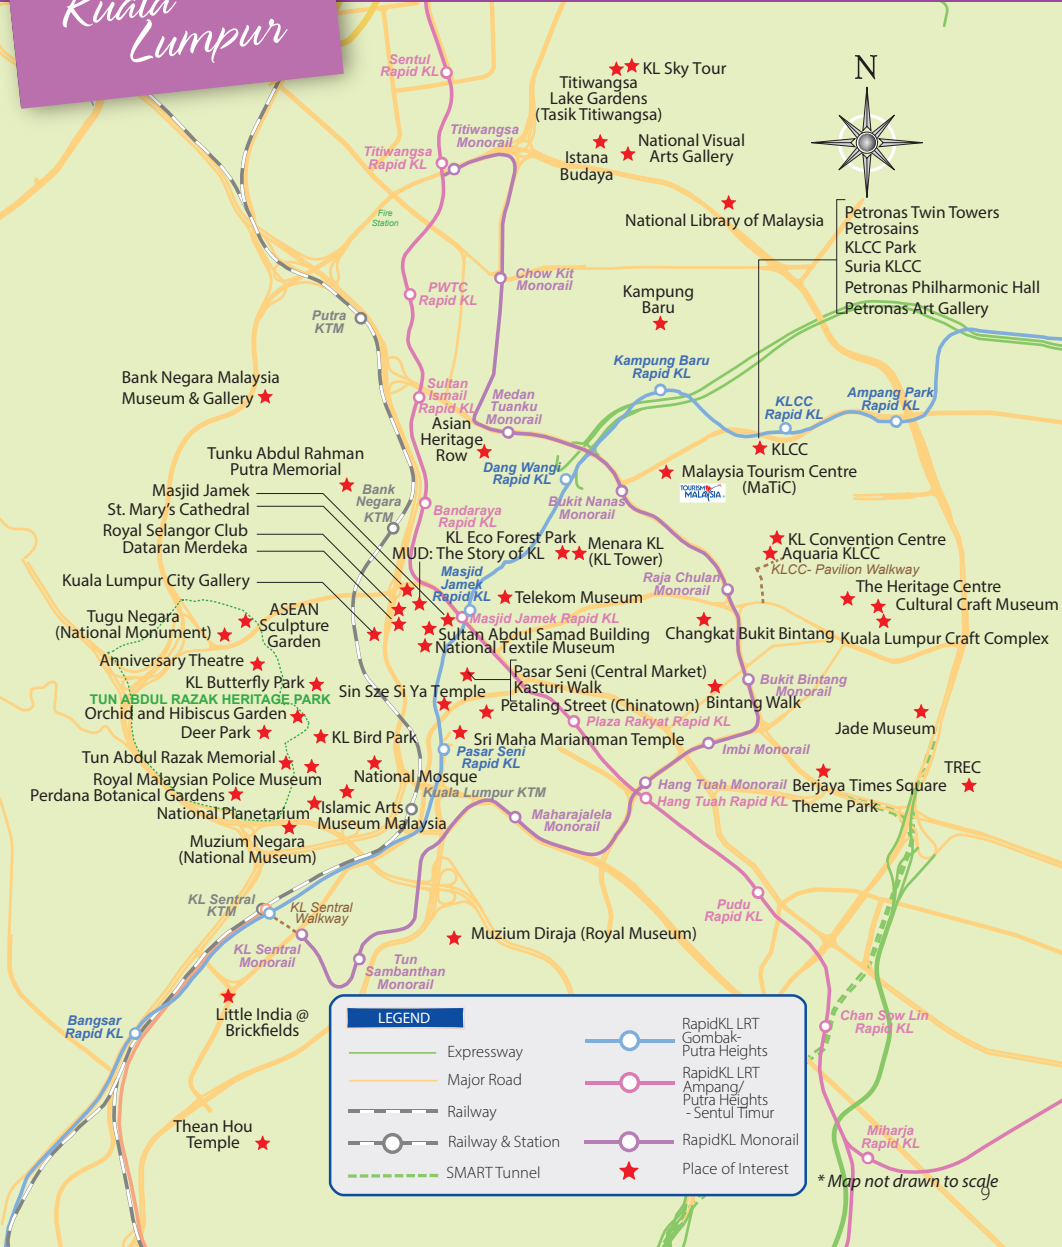 Kuala
Lumpur
Sentul
Rapid KL
KL Sky Tour
Titiwangsa
Lake Gardens
(Tasik Titiwangsa)
N
Titiwangsa
Monorail
Titiwangsa
Rapid KL
Istana
Budaya
National Visual
Arts Gallery
Fire
Station
National Library of Malaysia
Petronas Twin Towers
Petrosains
KLCC Park
Suria KLCC
Petronas Philharmonic Hall
Petronas Art Gallery
Chow Kit
Monorail
PWTC
Rapid KL
Kampung
Baru
Putra
KTM
Kampung Baru
Rapid KL
Bank Negara Malaysia
Museum & Gallery
Sultan
Ismail
Rapid KL
Medan
Tuanku
Monorail
KLCC
Rapid KL
Ampang Park
Rapid KL
Asian
Heritage
Row
KLCC
Tunku Abdul Rahman
Putra Memorial
Dang Wangi
Rapid KL
Malaysia Tourism Centre
(MaTiC)
TOURISM
MALAYSIA
Bank
Negara
KTM
Bukit Nanas
Monorail
Masjid Jamek
St. Mary's Cathedral
Royal Selangor Club
Dataran Merdeka
Kuala Lumpur City Gallery
Bandaraya
Rapid KL
KL Eco Forest Park
MUD: The Story of KL
Menara KL
(KL Tower)
KL Convention Centre
Aquaria KLCC
KLCC- Pavilion Walkway
Masjid
Jamek
Rapid KL
Raja Chulan
Monorail
The Heritage Centre
Cultural Craft Museum
Kuala Lumpur Craft Complex
Telekom Museum
Masjid Jamek Rapid KL
Tugu Negara
(National Monument)
ASEAN
Sculpture
Garden
Sultan Abdul Samad Building
National Textile Museum
Changkat Bukit Bintang
Anniversary Theatre
KL Butterfly Park
TUN ABDUL RAZAK HERITAGE PARK
Orchid and Hibiscus Garden
Deer Park
Sin Sze Si Ya Temple
Pasar Seni (Central Market)
Kasturi Walk
Bukit Bintang
Monorail
Petaling Street (Chinatown)
Bintang Walk
Plaza Rakyat Rapid KL
Jade Museum
KL Bird Park
Sri Maha Mariamman Temple
Imbi Monorail
Pasar Seni
Rapid KL
Tun Abdul Razak Memorial
Royal Malaysian Police Museum
Perdana Botanical Gardens
National Mosque
Kuala Lumpur KTM
Hang Tuah Monorail
Hang Tuah Rapid KL
Berjaya Times Square
Theme Park
TREC
National Planetarium
Islamic Arts
Museum Malaysia
Maharajalela
Monorail
Muzium Negara
(National Museum)
KL Sentral
KTM
KL Sentral
Walkway
Pudu
Rapid KL
Muzium Diraja (Royal Museum)
KL Sentral
Monorail
Tun
Sambanthan
Monorail
Little India @
Brickfields
Bangsar
Rapid KL
Chan Sow Lin
Rapid KL
LEGEND
Expressway
Major Road
Railway
Railway & Station
SMART Tunnel
RapidKL LRT
Gombak-
Putra Heights
RapidKL LRT
Ampang/
Putra Heights
- Sentul Timur
RapidKL Monorail
Place of Interest
Thean Hou
Temple
Miharja
Rapid KL
* Map not drawn to scale
9